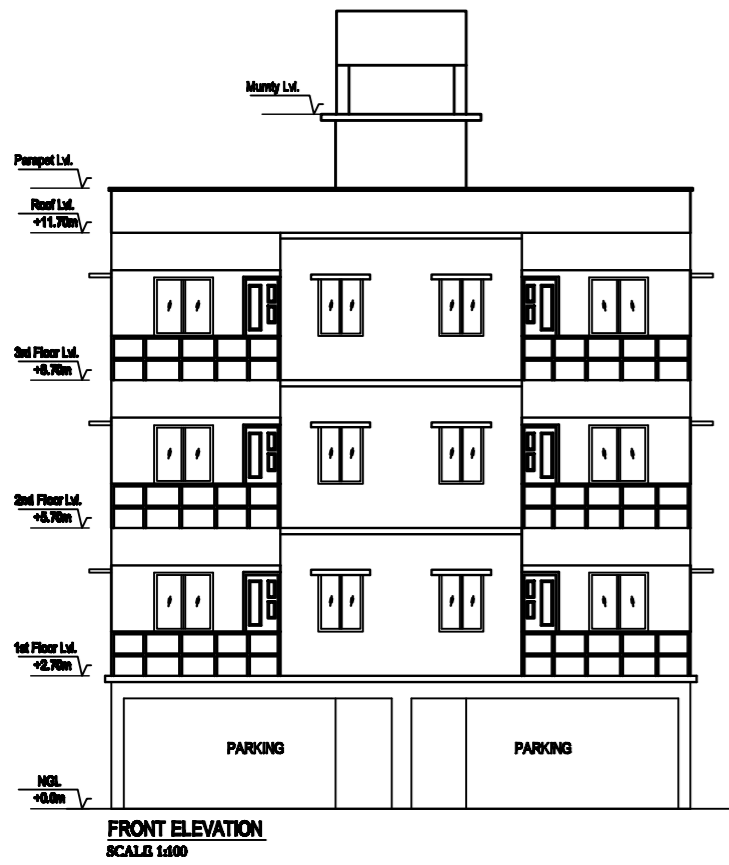 Mumty Lvl.
Parapet Lvl.
Roof Lvl.
+11.70m
3rd Floor Lvl.
+8.70m
2nd Floor Lvl.
+5.70m
1st Floor Lvl.
+2.70m
PARKING
PARKING
NGL
+0.0m
FRONT ELEVATION
SCALE 1:100